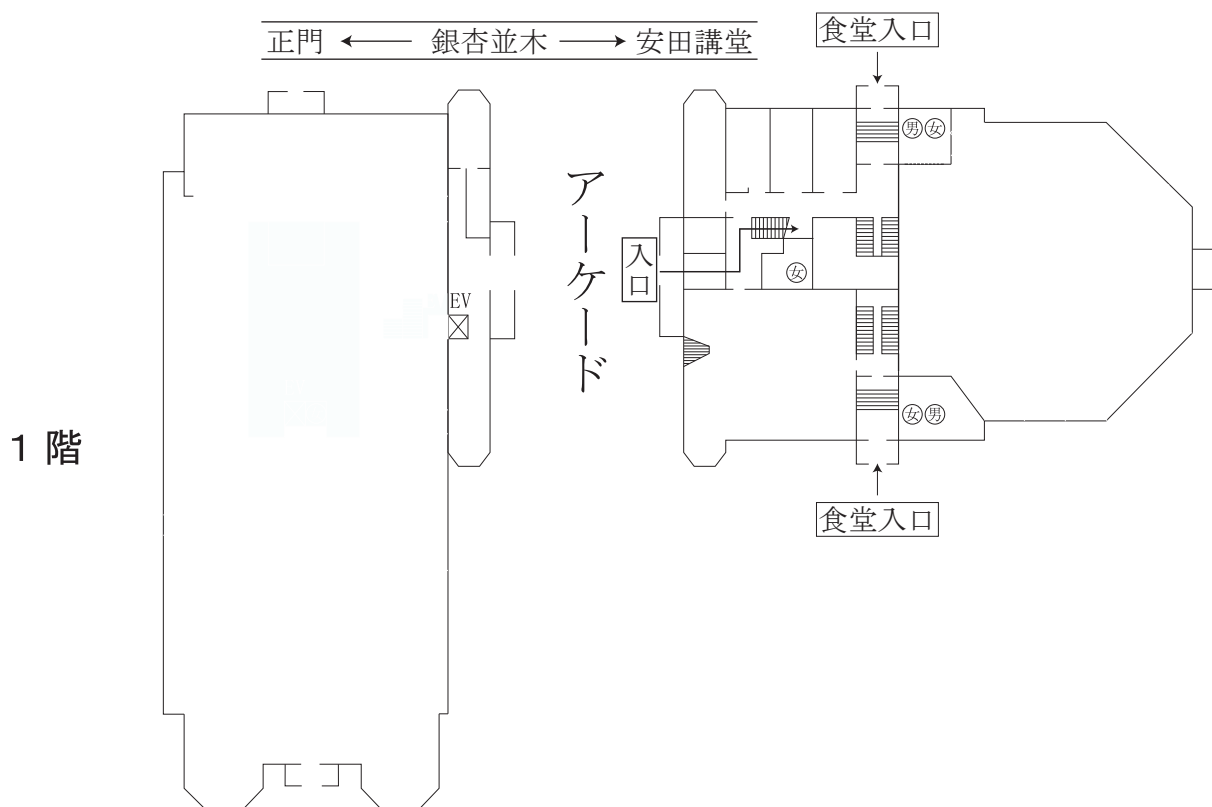 正門 ← 銀杏並木 → 安田講堂
食堂入口
男 女
アーケード
入口
女
EV
女 男
1階
食堂入口